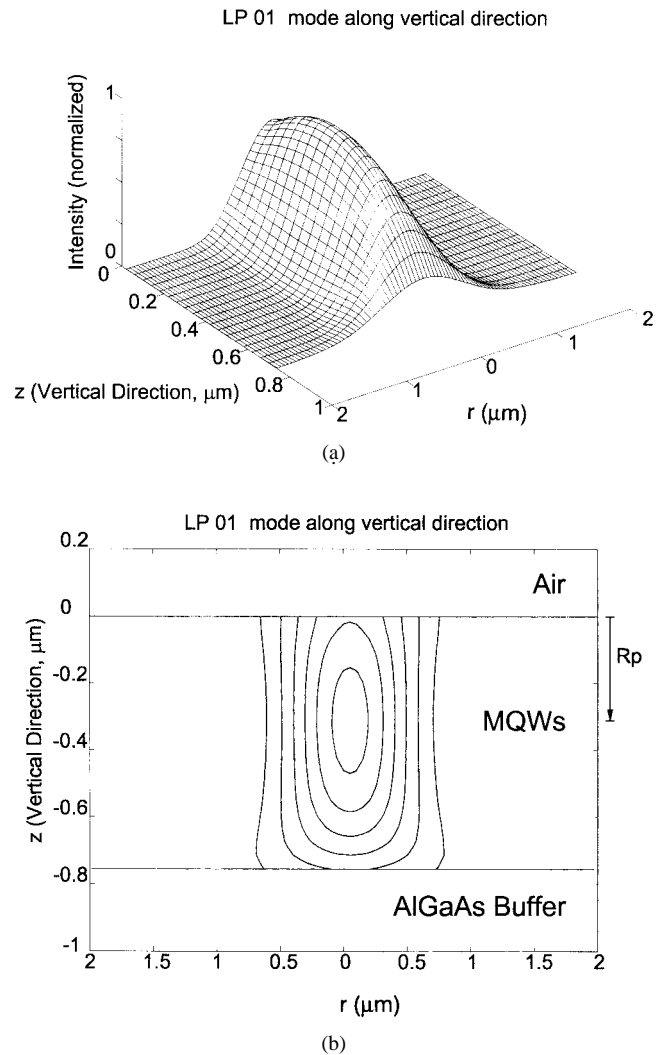 LP 01 mode along vertical direction
Intensity (normalized)
1
0
0
0.2
0.4
0.6
0.8
1
z (Vertical Direction, μm)
2
1
0
1
2
r (μm)
(a)
LP 01 mode along vertical direction
z (Vertical Direction, μm)
0.2
0
-0.2
-0.4
-0.6
-0.8
-1
Air
Rp
MQWs
AlGaAs Buffer
2 1.5 1 0.5 0 0.5 1 1.5 2
r (μm)
(b)